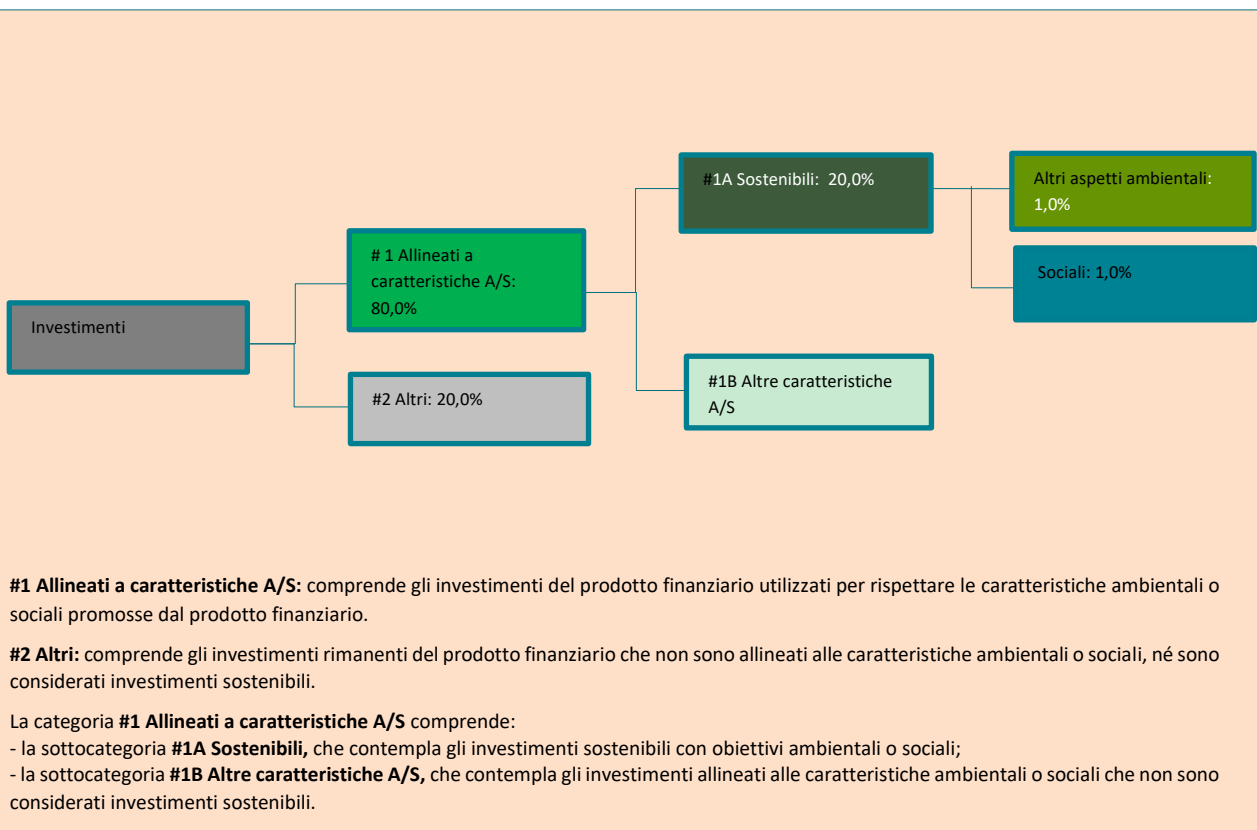 #1A Sostenibili: 20,0%
Altri aspetti ambientali:
1,0%
# 1 Allineati a
caratteristiche A/S:
80,0%
Sociali: 1,0%
Investimenti
#2 Altri: 20,0%
#1B Altre caratteristiche
A/S
#1 Allineati a caratteristiche A/S: comprende gli investimenti del prodotto finanziario utilizzati per rispettare le caratteristiche ambientali o
sociali promosse dal prodotto finanziario.
#2 Altri: comprende gli investimenti rimanenti del prodotto finanziario che non sono allineati alle caratteristiche ambientali o sociali, né sono
considerati investimenti sostenibili.
La categoria #1 Allineati a caratteristiche A/S comprende:
- la sottocategoria #1A Sostenibili, che contempla gli investimenti sostenibili con obiettivi ambientali o sociali;
- la sottocategoria #1B Altre caratteristiche A/S, che contempla gli investimenti allineati alle caratteristiche ambientali o sociali che non sono
considerati investimenti sostenibili.